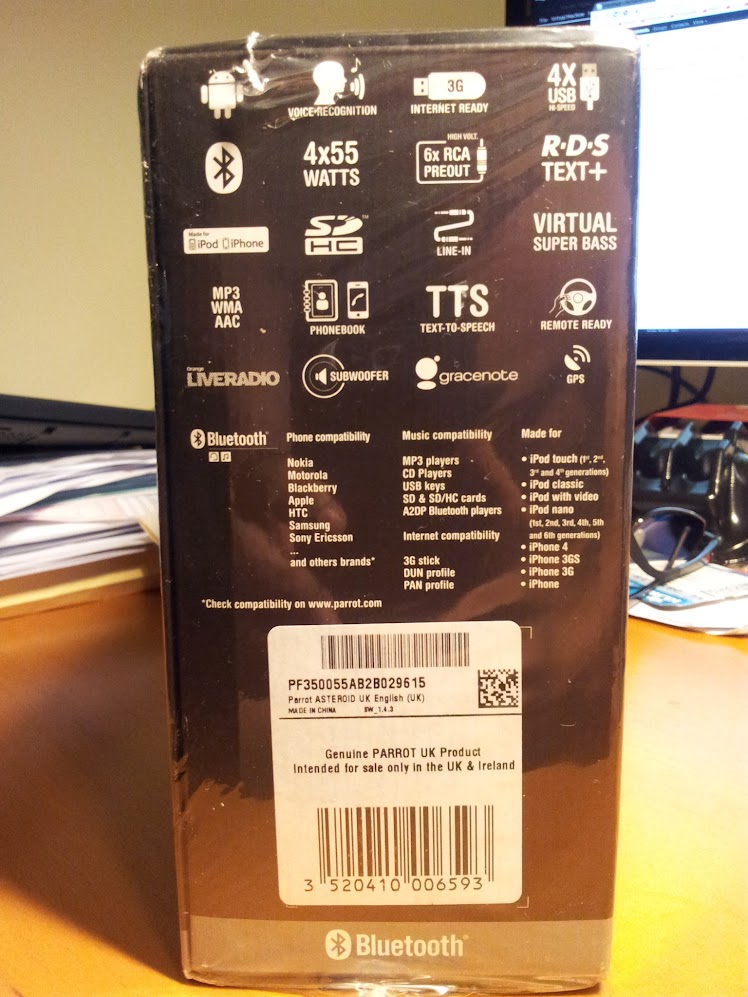 VOICE RECOGNITION
3G
INTERNET READY
4X
USB
HI-SPEED
4x55
WATTS
HIGH VOLT.
6x RCA
PREOUT
R·D·S
TEXT+
Made for
iPod iPhone
SD
HC
TM
LINE-IN
VIRTUAL
SUPER BASS
MP3
WMA
AAC
PHONEBOOK
TTS
TEXT-TO-SPEECH
REMOTE READY
Orange
LIVERADIO
SUBWOOFER
gracenote
GPS
Bluetooth®
Phone compatibility
Nokia
Motorola
Blackberry
Apple
HTC
Samsung
Sony Ericsson
...
and others brands*
Music compatibility
MP3 players
CD Players
USB keys
SD & SD/HC cards
A2DP Bluetooth players
Internet compatibility
3G stick
DUN profile
PAN profile
Made for
• iPod touch (1st, 2nd,
3rd and 4th generations)
• iPod classic
• iPod with video
• iPod nano
(1st, 2nd, 3rd, 4th, 5th
and 6th generations)
• iPhone 4
• iPhone 3GS
• iPhone 3G
• iPhone
*Check compatibility on www.parrot.com
PF350055AB2B029615
Parrot ASTEROID UK English (UK)
MADE IN CHINA SW_1.4.3
Genuine PARROT UK Product
Intended for sale only in the UK & Ireland
3 520410 006593
Bluetooth®